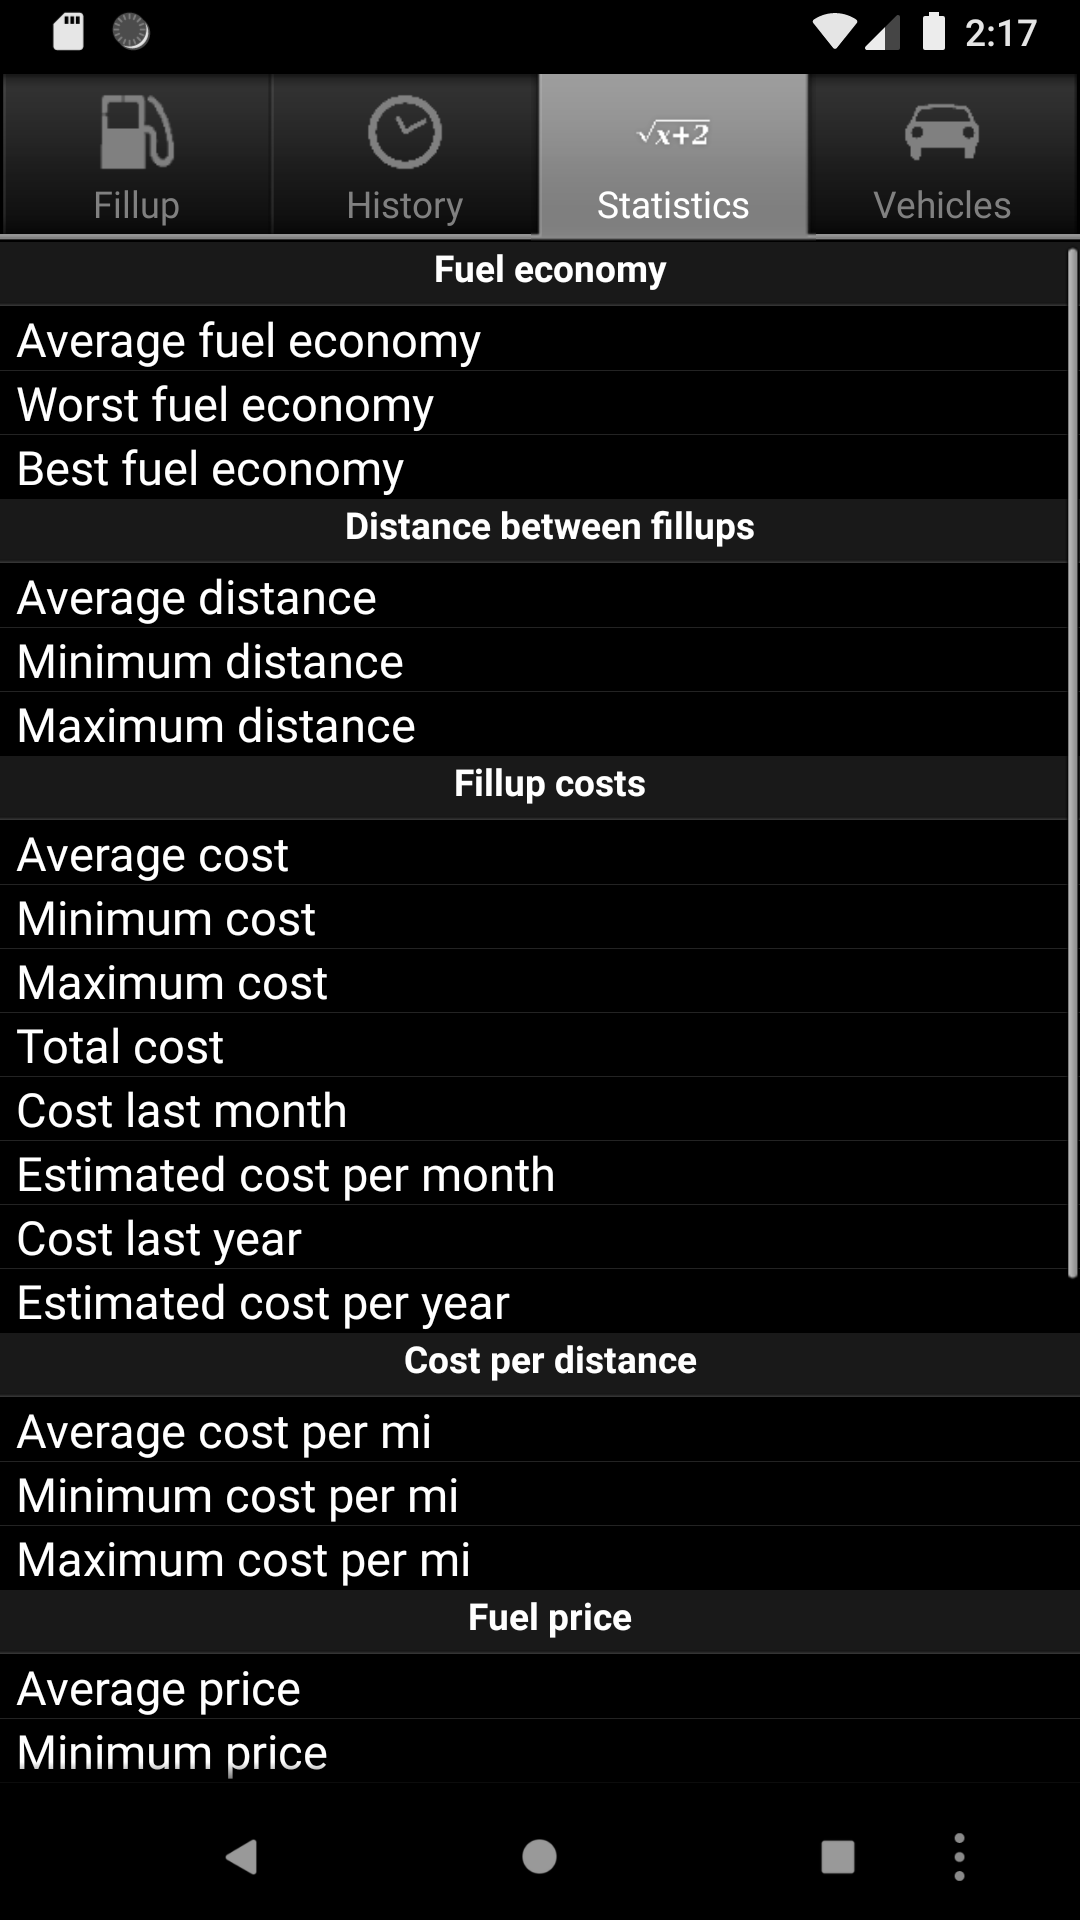 2:17
Fillup
History
√x+2
Statistics
Vehicles
Fuel economy
Average fuel economy
Worst fuel economy
Best fuel economy
Distance between fillups
Average distance
Minimum distance
Maximum distance
Fillup costs
Average cost
Minimum cost
Maximum cost
Total cost
Cost last month
Estimated cost per month
Cost last year
Estimated cost per year
Cost per distance
Average cost per mi
Minimum cost per mi
Maximum cost per mi
Fuel price
Average price
Minimum price